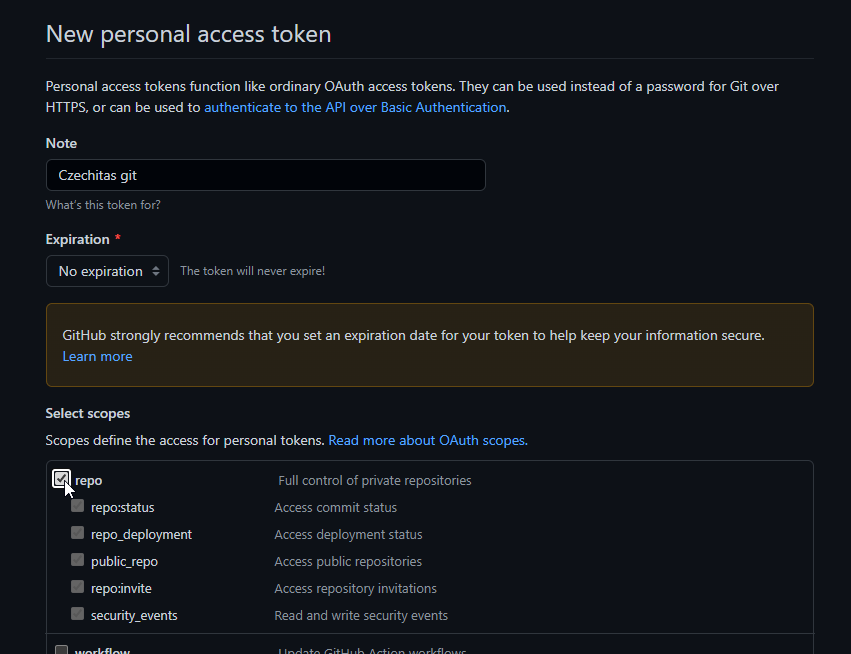 New personal access token
Personal access tokens function like ordinary OAuth access tokens. They can be used instead of a password for Git over
HTTPS, or can be used to authenticate to the API over Basic Authentication.
Note
Czechitas git
What's this token for?
Expiration *
No expiration The token will never expire!
GitHub strongly recommends that you set an expiration date for your token to help keep your information secure.
Learn more
Select scopes
Scopes define the access for personal tokens. Read more about OAuth scopes.
repo Full control of private repositories
repo:status Access commit status
repo_deployment Access deployment status
public_repo Access public repositories
repo:invite Access repository invitations
security_events Read and write security events
workflow Update GitHub Action workflows